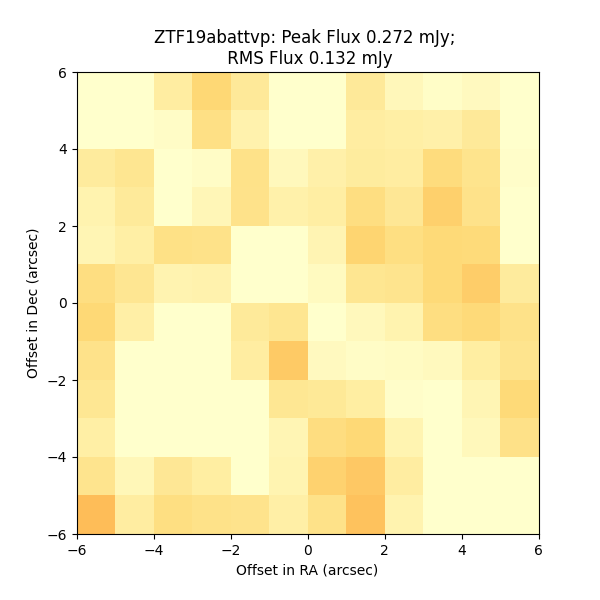 ZTF19abattvp: Peak Flux 0.272 mJy;
RMS Flux 0.132 mJy
6
4
2
0
−2
−4
−6
Offset in Dec (arcsec)
−6 −4 −2 0 2 4 6
Offset in RA (arcsec)